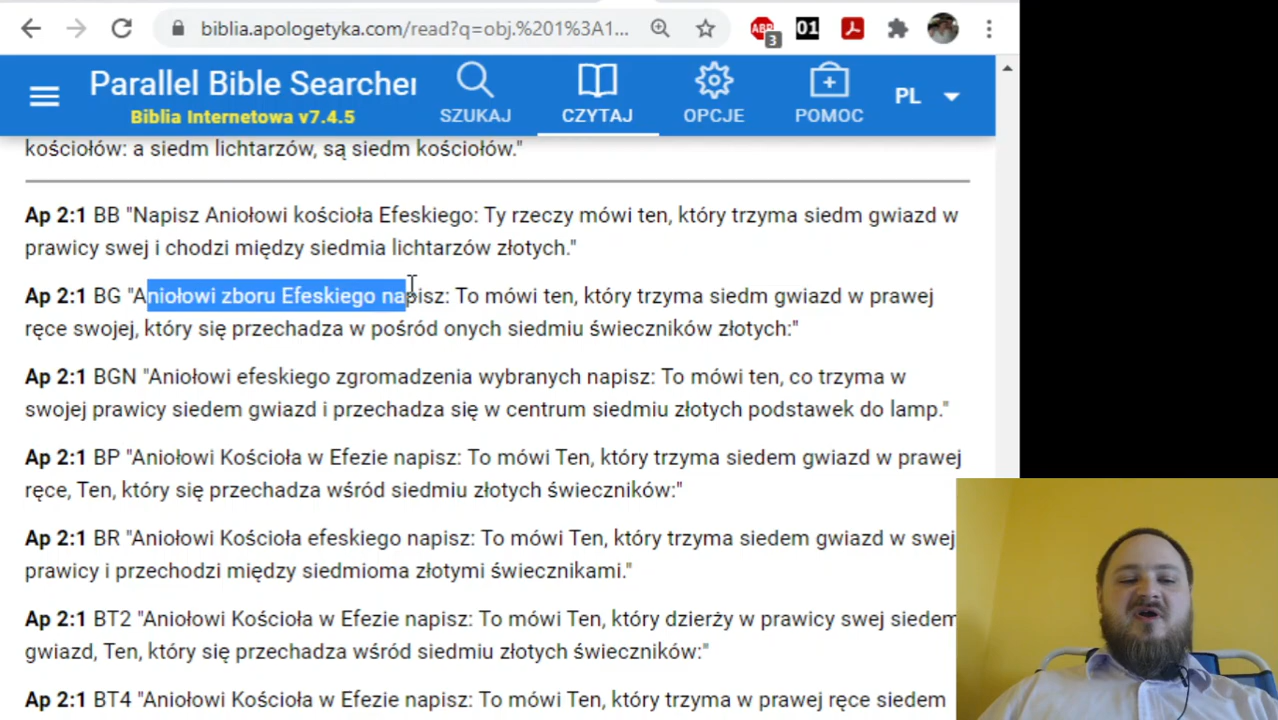 biblia.apologetyka.com/read?q=obj.%201%3A1...
ABP
3
01
Parallel Bible Searcher
Biblia Internetowa v7.4.5
SZUKAJ
CZYTAJ
OPCJE
POMOC
PL
kościołów: a siedm lichtarzów, są siedm kościołów."
Ap 2:1 BB "Napisz Aniołowi kościoła Efeskiego: Ty rzeczy mówi ten, który trzyma siedm gwiazd w
prawicy swej i chodzi między siedmia lichtarzów złotych."
Ap 2:1 BG "Aniołowi zboru Efeskiego napisz: To mówi ten, który trzyma siedm gwiazd w prawej
ręce swojej, który się przechadza w pośród onych siedmiu świeczników złotych:"
Ap 2:1 BGN "Aniołowi efeskiego zgromadzenia wybranych napisz: To mówi ten, co trzyma w
swojej prawicy siedem gwiazd i przechadza się w centrum siedmiu złotych podstawek do lamp."
Ap 2:1 BP "Aniołowi Kościoła w Efezie napisz: To mówi Ten, który trzyma siedem gwiazd w prawej
ręce, Ten, który się przechadza wśród siedmiu złotych świeczników:"
Ap 2:1 BR "Aniołowi Kościoła efeskiego napisz: To mówi Ten, który trzyma siedem gwiazd w swej
prawicy i przechodzi między siedmioma złotymi świecznikami."
Ap 2:1 BT2 "Aniołowi Kościoła w Efezie napisz: To mówi Ten, który dzierży w prawicy swej siedem
gwiazd, Ten, który się przechadza wśród siedmiu złotych świeczników:"
Ap 2:1 BT4 "Aniołowi Kościoła w Efezie napisz: To mówi Ten, który trzyma w prawej ręce siedem